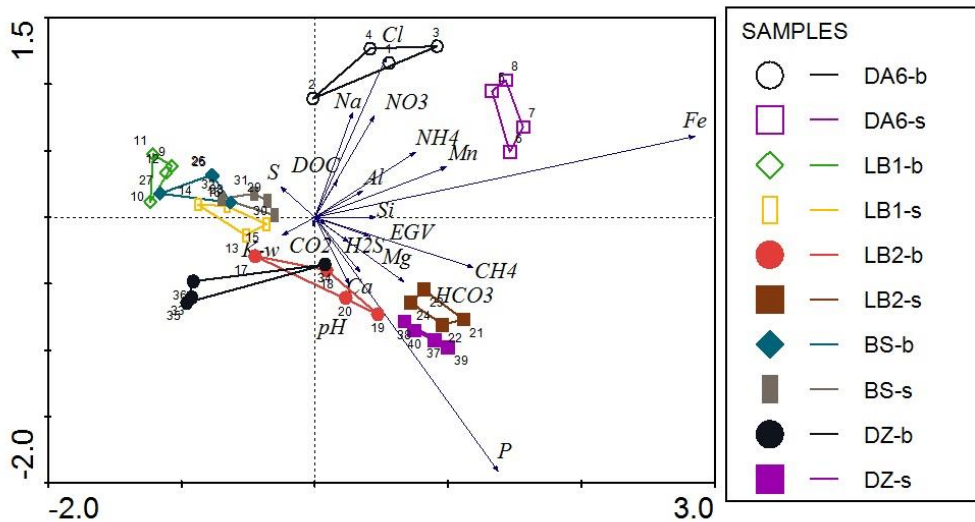 1.5
-2.0
-2.0
3.0
4
Cl
1
3
2
Na
NO3
8
7
6
Fe
NH4
Mn
DOC
Al
S
Si
EGV
11
9
12
26
27
10
14
31
29
30
15
K-w
CO2
H2S
Mg
CH4
13
17
18
Ca
HCO3
36
33
35
20
19
pH
25
24
22
21
38
40
37
39
P
SAMPLES
DA6-b
DA6-s
LB1-b
LB1-s
LB2-b
LB2-s
BS-b
BS-s
DZ-b
DZ-s